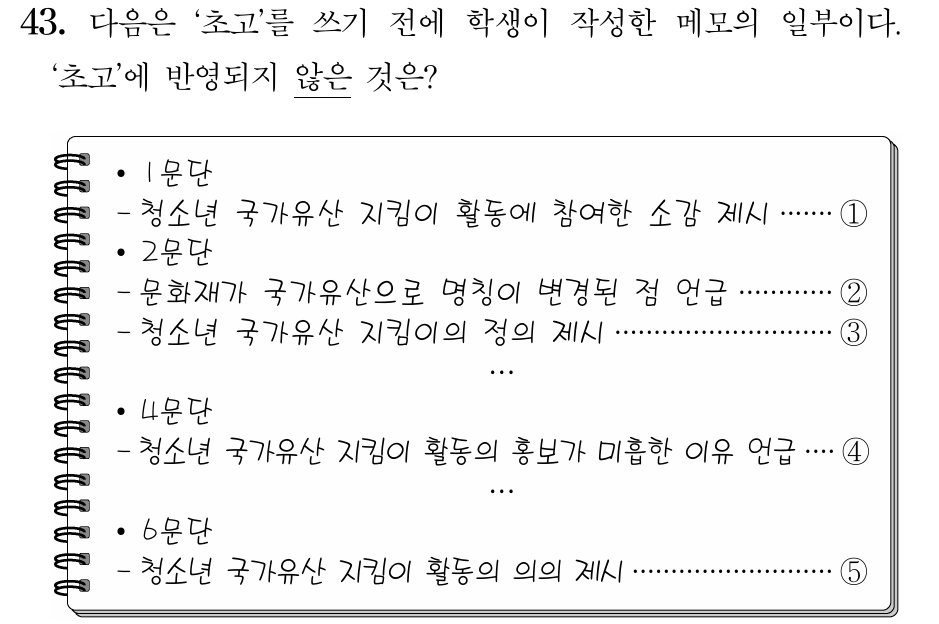 43. 다음은 ‘초고’를 쓰기 전에 학생이 작성한 메모의 일부이다.
‘초고’에 반영되지 않은 것은?
• 1문단
- 청소년 국가유산 지킴이 활동에 참여한 소감 제시 ······· ①
• 2문단
- 문화재가 국가유산으로 명칭이 변경된 점 언급 ············ ②
- 청소년 국가유산 지킴이의 정의 제시 ···························· ③
···
• 4문단
- 청소년 국가유산 지킴이 활동의 홍보가 미흡한 이유 언급 ···· ④
···
• 6문단
- 청소년 국가유산 지킴이 활동의 의의 제시 ·························· ⑤